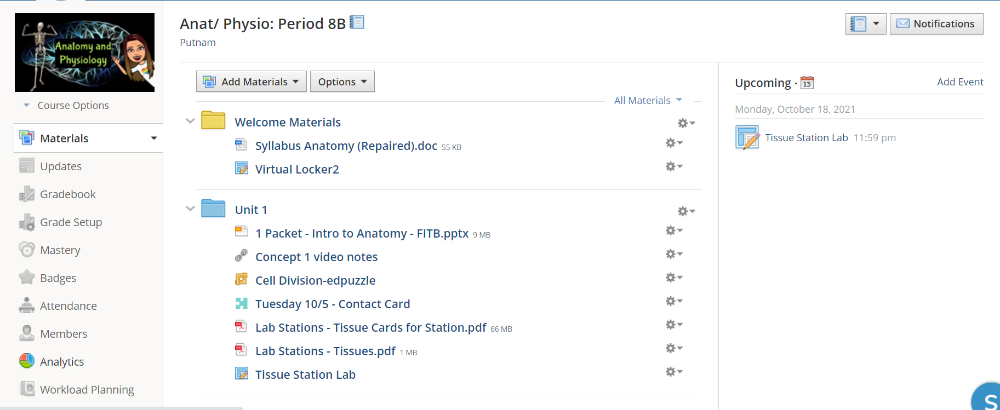 Anatomy and
Physiology
Course Options
Materials
Updates
Gradebook
Grade Setup
Mastery
Badges
Attendance
Members
Analytics
Workload Planning
Anat/ Physio: Period 8B
Putnam
Notifications
Add Materials
Options
All Materials
Welcome Materials
Syllabus Anatomy (Repaired).doc 55 KB
Virtual Locker2
Unit 1
1 Packet - Intro to Anatomy - FITB.pptx 9 MB
Concept 1 video notes
Cell Division-edpuzzle
Tuesday 10/5 - Contact Card
Lab Stations - Tissue Cards for Station.pdf 66 MB
Lab Stations - Tissues.pdf 1 MB
Tissue Station Lab
Upcoming · 13
Add Event
Monday, October 18, 2021
Tissue Station Lab 11:59 pm
S